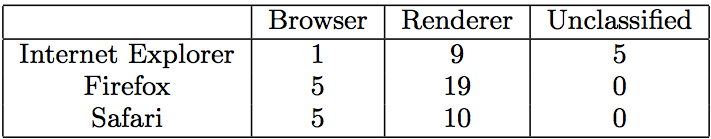 Browser Renderer Unclassified
Internet Explorer 1 9 5
Firefox 5 19 0
Safari 5 10 0